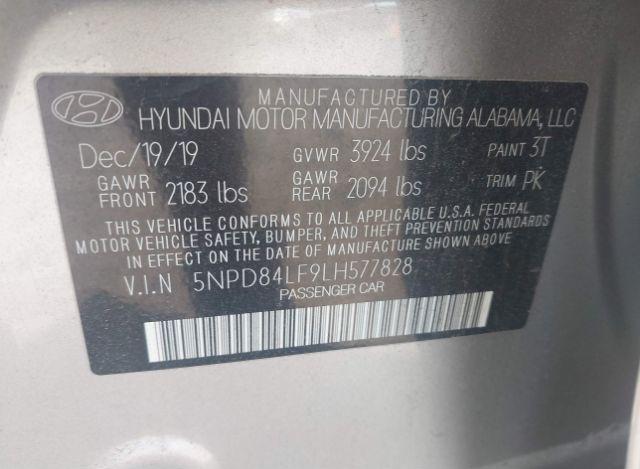 MANUFACTURED BY
HYUNDAI MOTOR MANUFACTURING ALABAMA, LLC
Dec/19/19 GVWR 3924 lbs PAINT 3T
GAWR FRONT 2183 lbs GAWR REAR 2094 lbs TRIM PK
THIS VEHICLE CONFORMS TO ALL APPLICABLE U.S.A. FEDERAL
MOTOR VEHICLE SAFETY, BUMPER, AND THEFT PREVENTION STANDARDS
IN EFFECT ON THE DATE OF MANUFACTURE SHOWN ABOVE.
V.I.N 5NPD84LF9LH577828
PASSENGER CAR